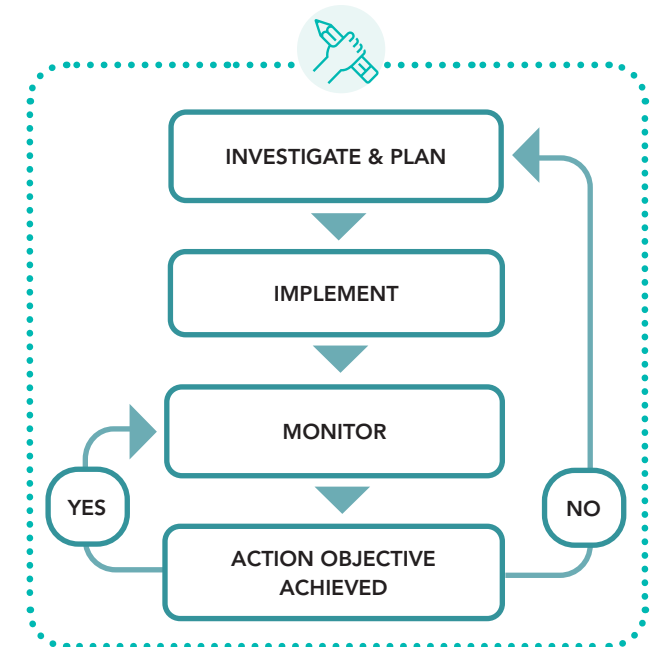 INVESTIGATE & PLAN
IMPLEMENT
MONITOR
YES
NO
ACTION OBJECTIVE
ACHIEVED